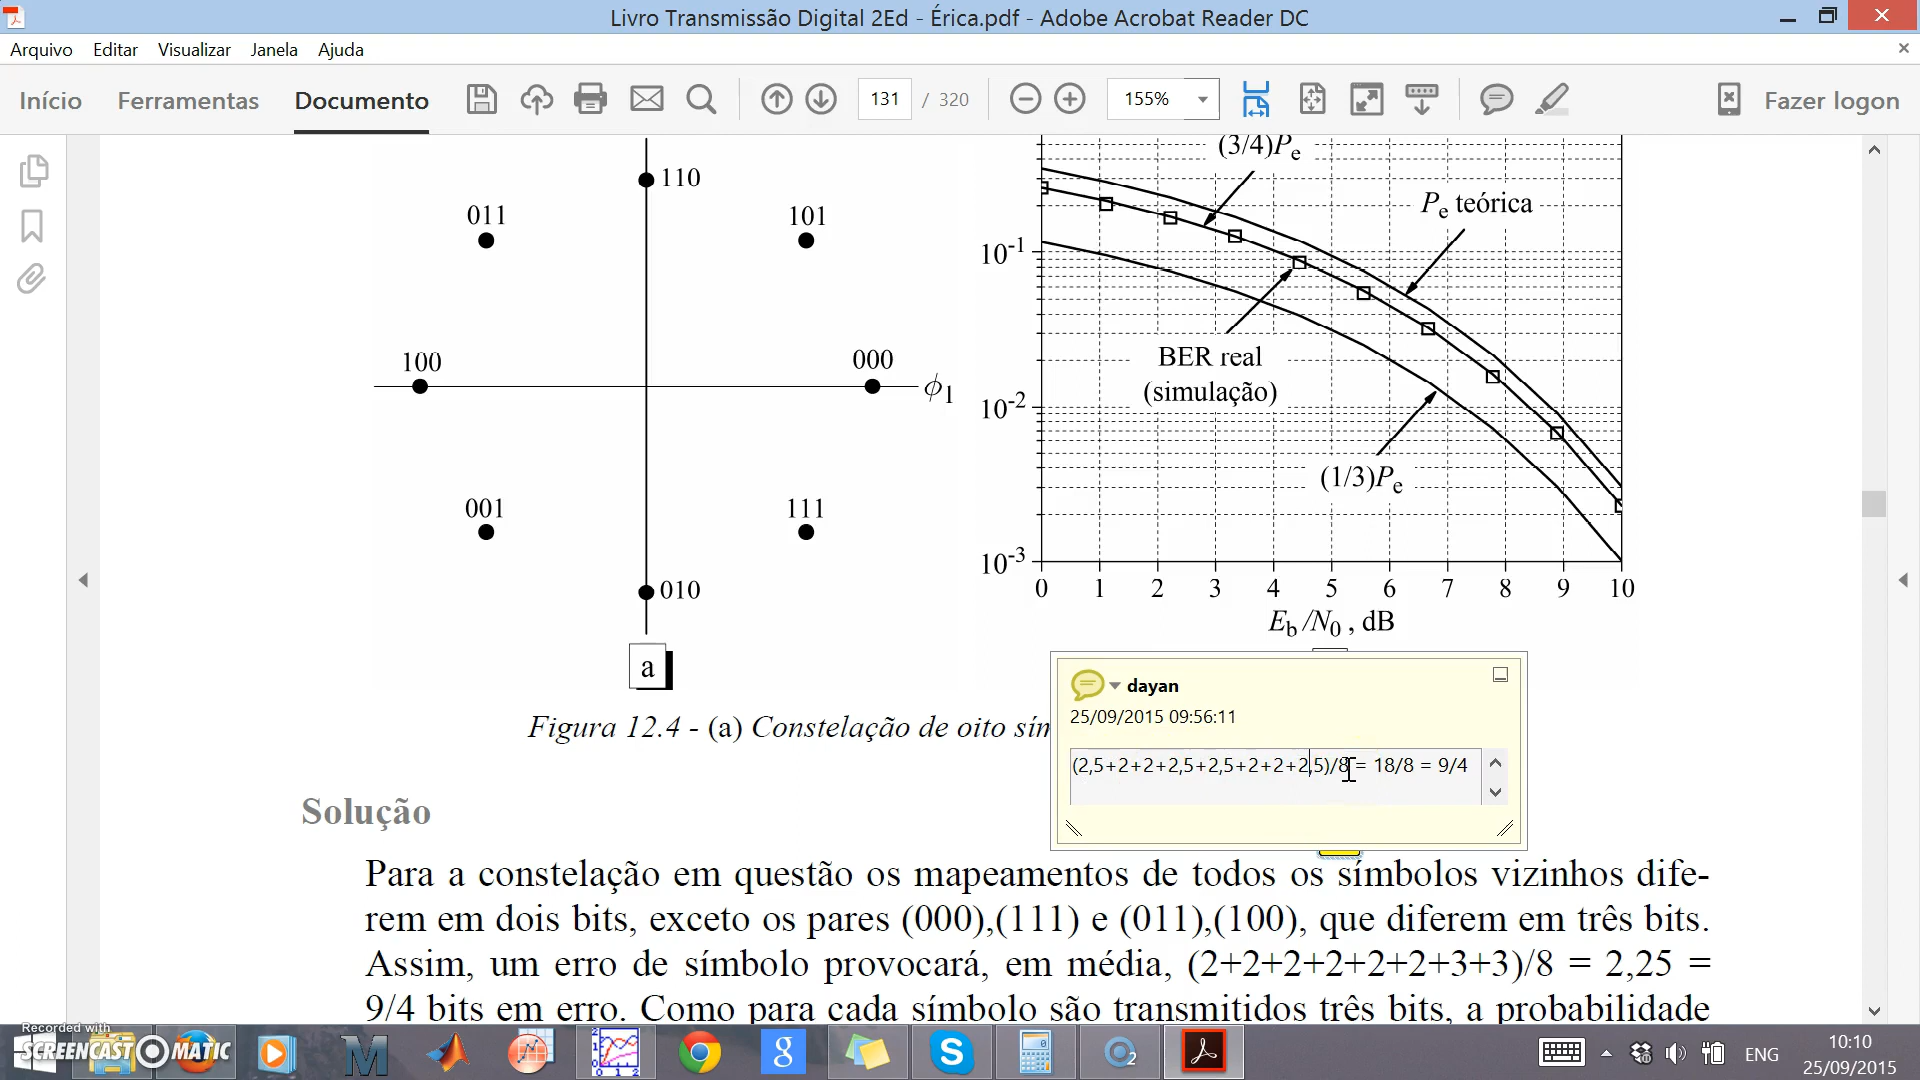 Livro Transmissão Digital 2Ed - Érica.pdf - Adobe Acrobat Reader DC
Arquivo Editar Visualizar Janela Ajuda
Início Ferramentas Documento 131 / 320 155% Fazer logon
110
011 101
100 000 ϕ1
001 111
010
a
(3/4)Pe
Pe teórica
10-1
BER real
(simulação)
10-2
(1/3)Pe
10-3
0 1 2 3 4 5 6 7 8 9 10
Eb/N0 , dB
Figura 12.4 - (a) Constelação de oito sím
dayan
25/09/2015 09:56:11
(2,5+2+2+2,5+2,5+2+2+2,5)/8 = 18/8 = 9/4
Solução
Para a constelação em questão os mapeamentos de todos os símbolos vizinhos dife-
rem em dois bits, exceto os pares (000),(111) e (011),(100), que diferem em três bits.
Assim, um erro de símbolo provocará, em média, (2+2+2+2+2+2+3+3)/8 = 2,25 =
9/4 bits em erro. Como para cada símbolo são transmitidos três bits, a probabilidade
Recorded with
SCREENCAST O MATIC
ENG
10:10
25/09/2015